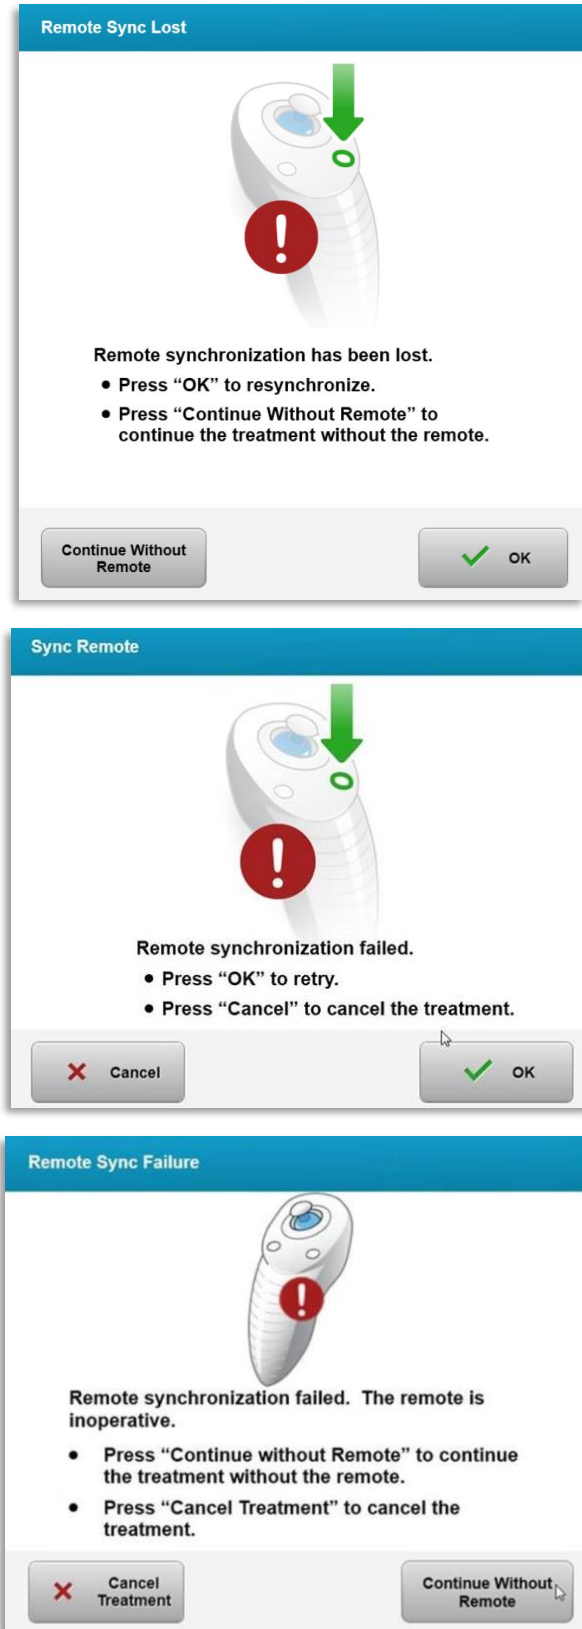 Remote Sync Lost
Remote synchronization has been lost.
● Press “OK” to resynchronize.
● Press “Continue Without Remote” to
continue the treatment without the remote.
Continue Without
Remote
OK
Sync Remote
Remote synchronization failed.
● Press “OK” to retry.
● Press “Cancel” to cancel the treatment.
Cancel
OK
Remote Sync Failure
Remote synchronization failed.  The remote is
inoperative.
● Press “Continue without Remote” to continue
the treatment without the remote.
● Press “Cancel Treatment” to cancel the
treatment.
Cancel
Treatment
Continue Without
Remote